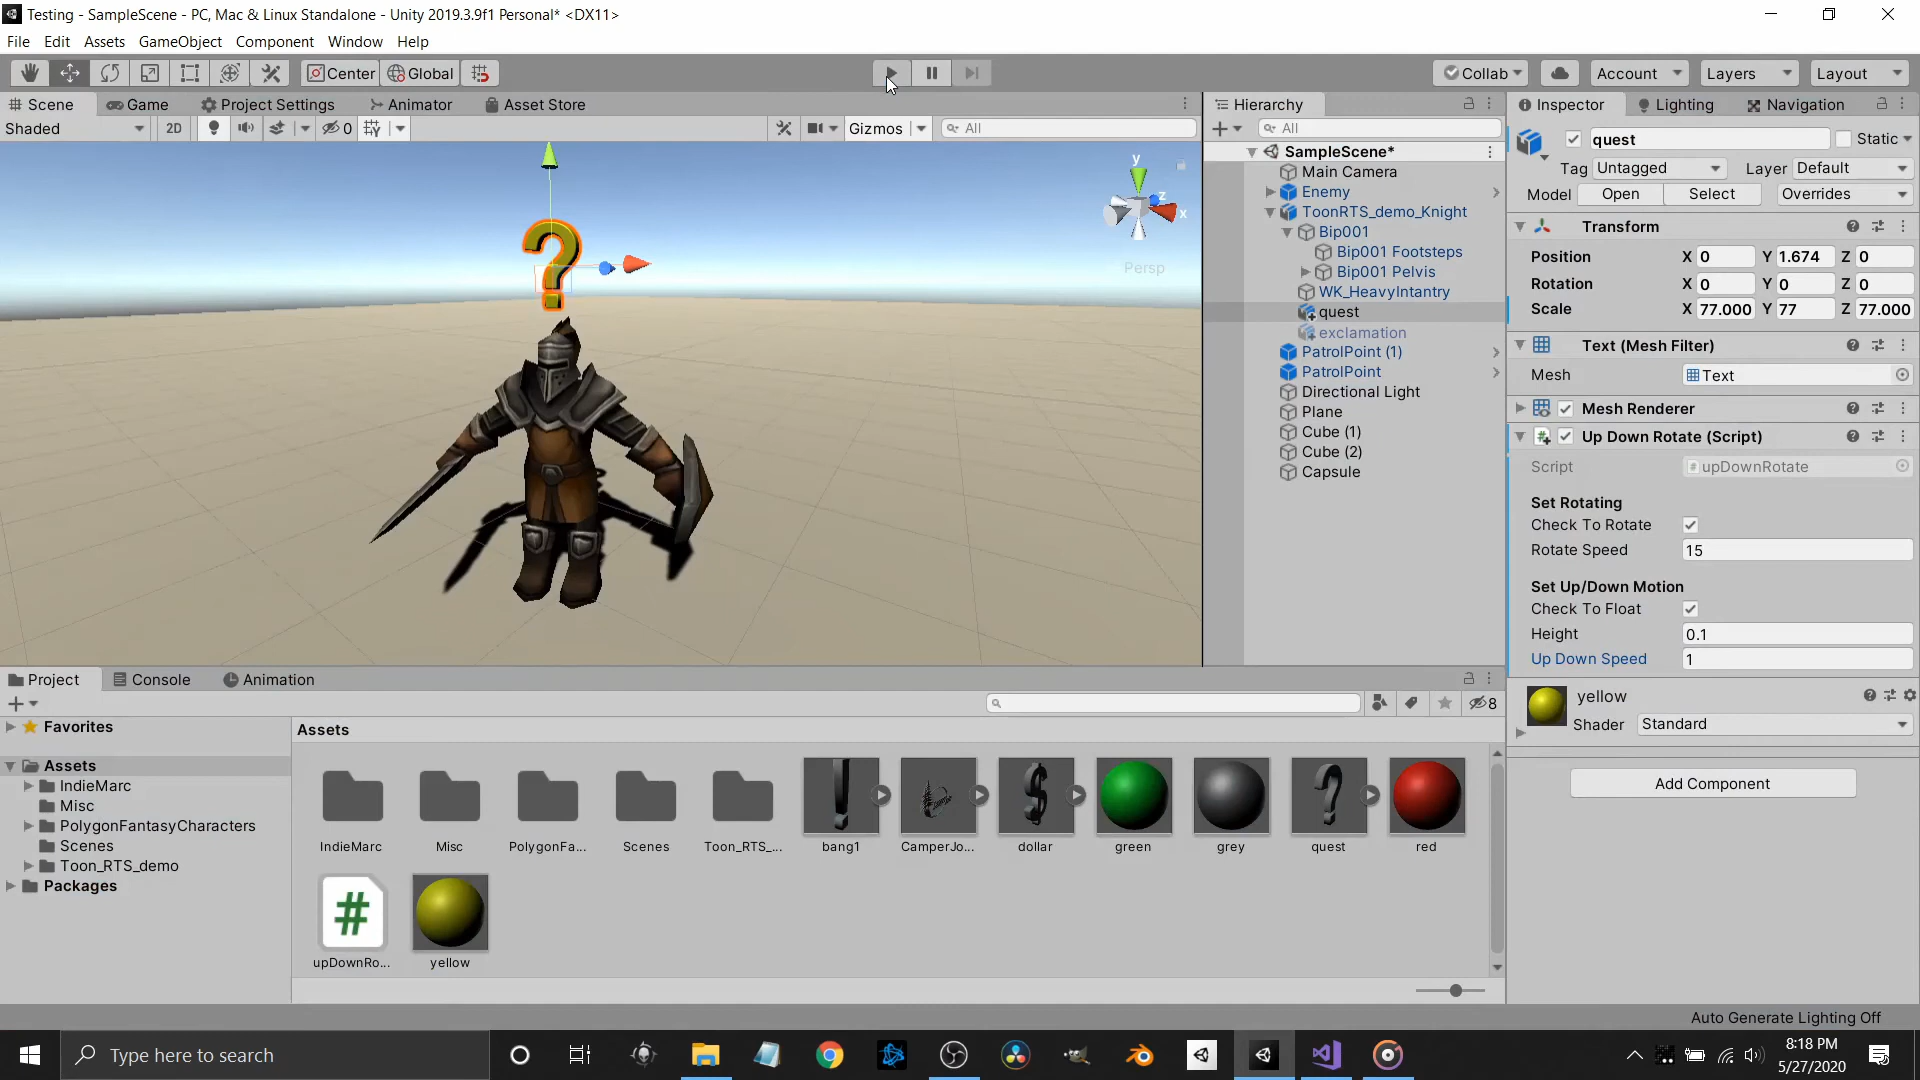 Testing - SampleScene - PC, Mac & Linux Standalone - Unity 2019.3.9f1 Personal* <DX11>
File Edit Assets GameObject Component Window Help
Center Global Collab Account Layers Layout
Scene Game Project Settings Animator Asset Store
Shaded 2D 0 Gizmos All
y
z
x
Persp
Hierarchy
All
SampleScene*
Main Camera
Enemy
ToonRTS_demo_Knight
Bip001
Bip001 Footsteps
Bip001 Pelvis
WK_HeavyIntantry
quest
exclamation
PatrolPoint (1)
PatrolPoint
Directional Light
Plane
Cube (1)
Cube (2)
Capsule
Inspector Lighting Navigation
quest Static
Tag Untagged Layer Default
Model Open Select Overrides
Transform
Position X 0 Y 1.674 Z 0
Rotation X 0 Y 0 Z 0
Scale X 77.000 Y 77 Z 77.000
Text (Mesh Filter)
Mesh Text
Mesh Renderer
Up Down Rotate (Script)
Script upDownRotate
Set Rotating
Check To Rotate
Rotate Speed 15
Set Up/Down Motion
Check To Float
Height 0.1
Up Down Speed 1
yellow
Shader Standard
Add Component
Project Console Animation
8
Favorites
Assets
IndieMarc
Misc
PolygonFantasyCharacters
Scenes
Toon_RTS_demo
Packages
Assets
IndieMarc Misc PolygonFa... Scenes Toon_RTS_... bang1 CamperJo... dollar green grey quest red
upDownRo... yellow
Auto Generate Lighting Off
Type here to search
8:18 PM
5/27/2020